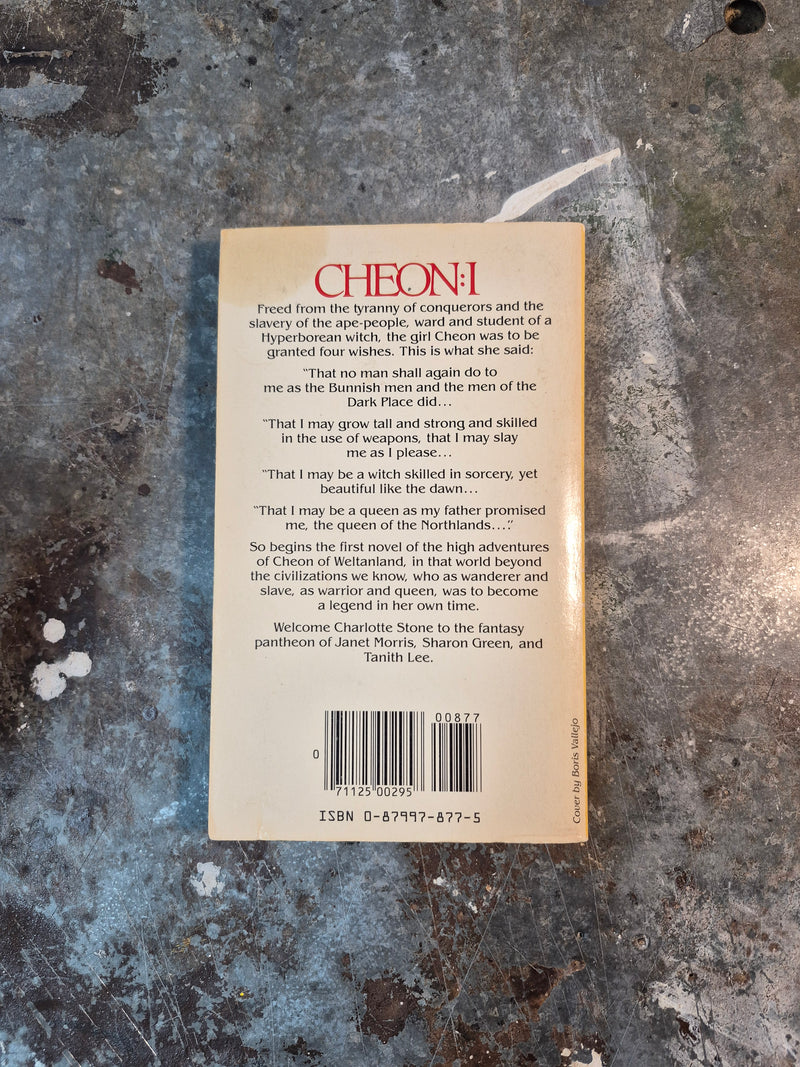 CHEON:I
Freed from the tyranny of conquerors and the
slavery of the ape-people, ward and student of a
Hyperborean witch, the girl Cheon was to be
granted four wishes. This is what she said:
“That no man shall again do to
me as the Bunnish men and the men of the
Dark Place did...
“That I may grow tall and strong and skilled
in the use of weapons, that I may slay
me as I please...
“That I may be a witch skilled in sorcery, yet
beautiful like the dawn...
“That I may be a queen as my father promised
me, the queen of the Northlands...”
So begins the first novel of the high adventures
of Cheon of Weltanland, in that world beyond
the civilizations we know, who as wanderer and
slave, as warrior and queen, was to become
a legend in her own time.
Welcome Charlotte Stone to the fantasy
pantheon of Janet Morris, Sharon Green, and
Tanith Lee.
00877
0
71125 00295
ISBN 0-87997-877-5
Cover by Boris Vallejo